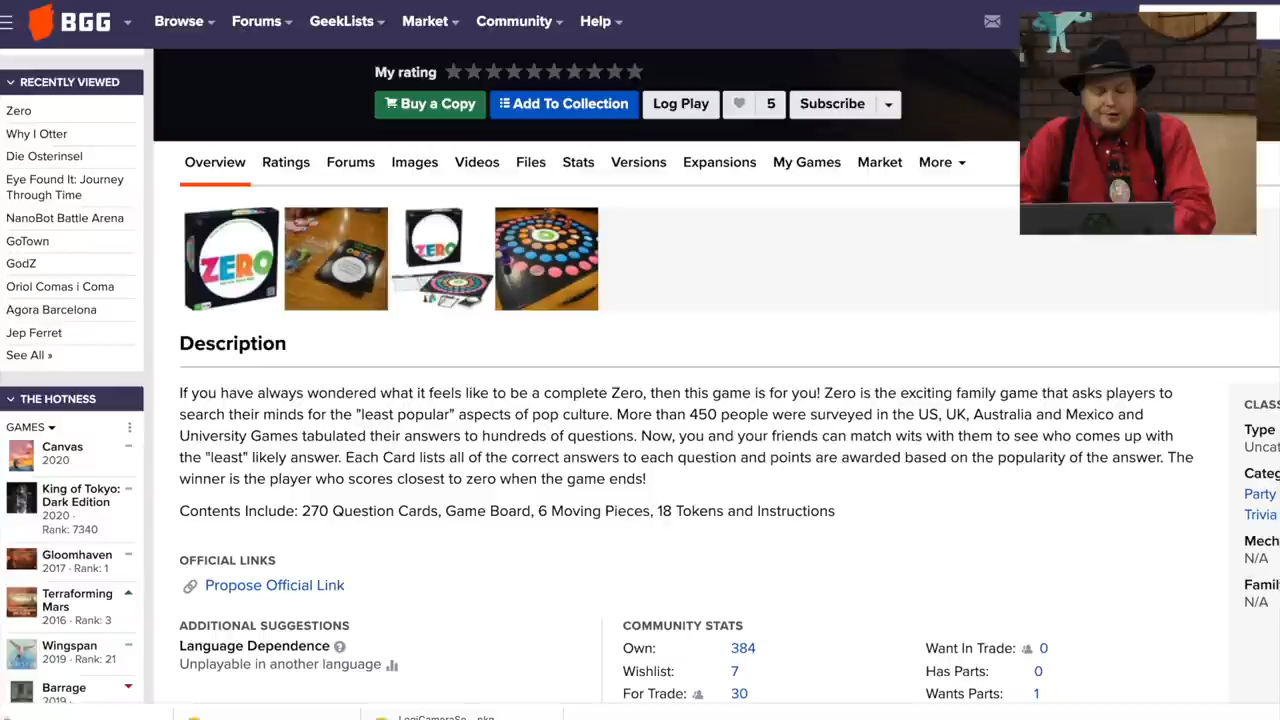 BGG
Browse
Forums
GeekLists
Market
Community
Help
RECENTLY VIEWED
Zero
Why I Otter
Die Osterinsel
Eye Found It: Journey
Through Time
NanoBot Battle Arena
GoTown
GodZ
Oriol Comas i Coma
Agora Barcelona
Jep Ferret
See All »
THE HOTNESS
GAMES
Canvas
2020
King of Tokyo:
Dark Edition
2020 ·
Rank: 7340
Gloomhaven
2017 · Rank: 1
Terraforming
Mars
2016 · Rank: 3
Wingspan
2019 · Rank: 21
Barrage
2019
My rating
Buy a Copy
Add To Collection
Log Play
5
Subscribe
Overview
Ratings
Forums
Images
Videos
Files
Stats
Versions
Expansions
My Games
Market
More
ZERO
ZERO
Description
If you have always wondered what it feels like to be a complete Zero, then this game is for you! Zero is the exciting family game that asks players to
search their minds for the "least popular" aspects of pop culture. More than 450 people were surveyed in the US, UK, Australia and Mexico and
University Games tabulated their answers to hundreds of questions. Now, you and your friends can match wits with them to see who comes up with
the "least" likely answer. Each Card lists all of the correct answers to each question and points are awarded based on the popularity of the answer. The
winner is the player who scores closest to zero when the game ends!
Contents Include: 270 Question Cards, Game Board, 6 Moving Pieces, 18 Tokens and Instructions
OFFICIAL LINKS
Propose Official Link
ADDITIONAL SUGGESTIONS
Language Dependence
Unplayable in another language
COMMUNITY STATS
Own: 384
Wishlist: 7
For Trade: 30
Want In Trade: 0
Has Parts: 0
Wants Parts: 1
CLAS
Type
Uncat
Categ
Party
Trivia
Mech
N/A
Famil
N/A